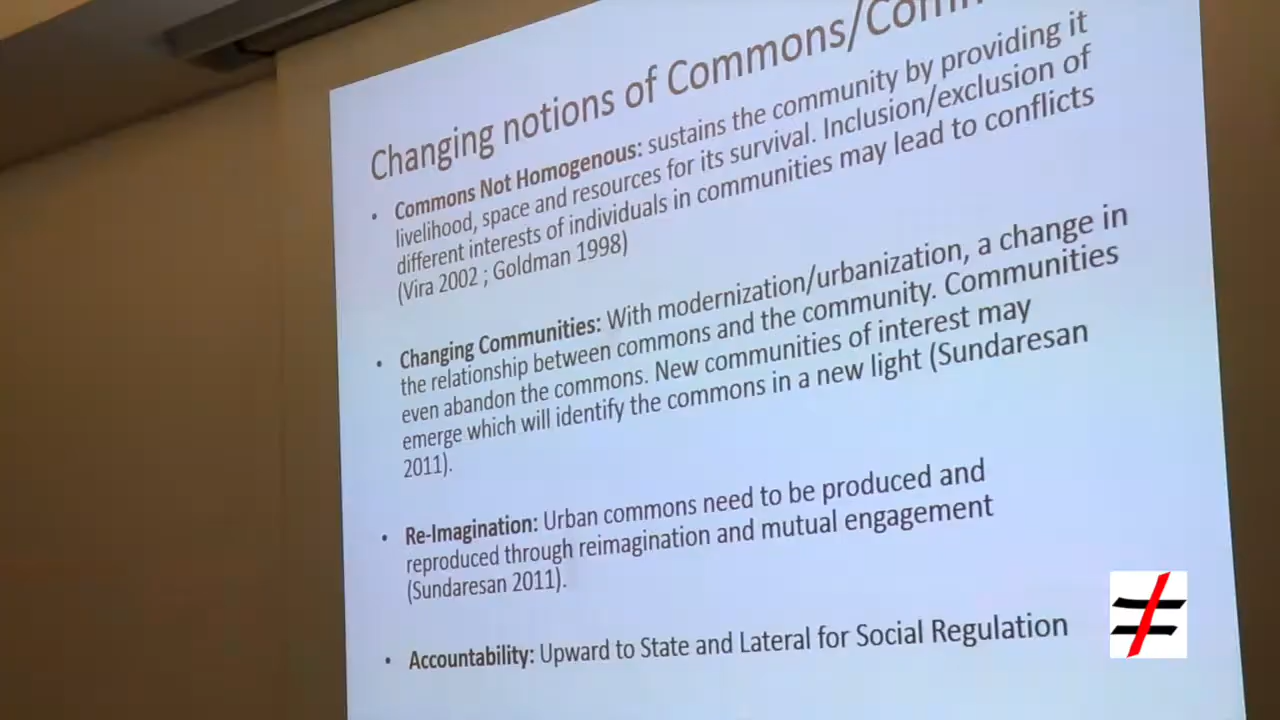 Changing notions of Commons/Com
• Commons Not Homogenous: sustains the community by providing it
livelihood, space and resources for its survival. Inclusion/exclusion of
different interests of individuals in communities may lead to conflicts
(Vira 2002 ; Goldman 1998)
• Changing Communities: With modernization/urbanization, a change in
the relationship between commons and the community. Communities
even abandon the commons. New communities of interest may
emerge which will identify the commons in a new light (Sundaresan
2011).
• Re-Imagination: Urban commons need to be produced and
reproduced through reimagination and mutual engagement
(Sundaresan 2011).
• Accountability: Upward to State and Lateral for Social Regulation